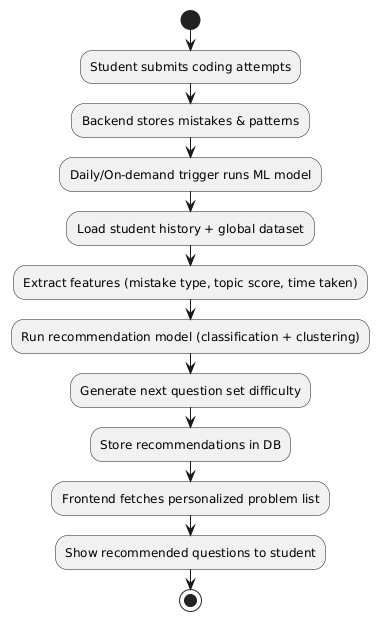 Student submits coding attempts
Backend stores mistakes & patterns
Daily/On-demand trigger runs ML model
Load student history + global dataset
Extract features (mistake type, topic score, time taken)
Run recommendation model (classification + clustering)
Generate next question set difficulty
Store recommendations in DB
Frontend fetches personalized problem list
Show recommended questions to student